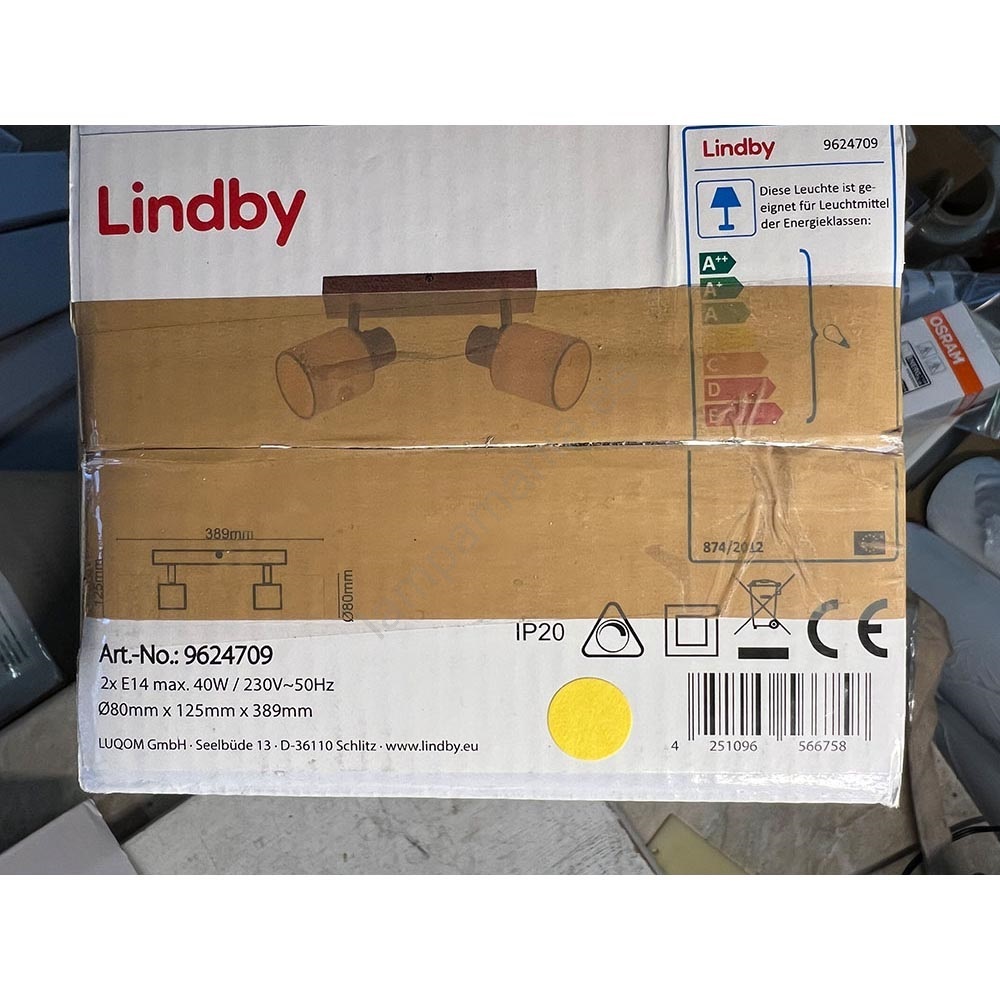 Lindby
Lindby 9624709
Diese Leuchte ist ge-
eignet für Leuchtmittel
der Energieklassen:
A++
A+
A
C
D
E
874/2012
OSRAM
389mm
125mm
Ø80mm
IP20
CE
Art.-No.: 9624709
2x E14 max. 40W / 230V~50Hz
Ø80mm x 125mm x 389mm
LUQOM GmbH · Seelbüde 13 · D-36110 Schlitz · www.lindby.eu
4 251096 566758